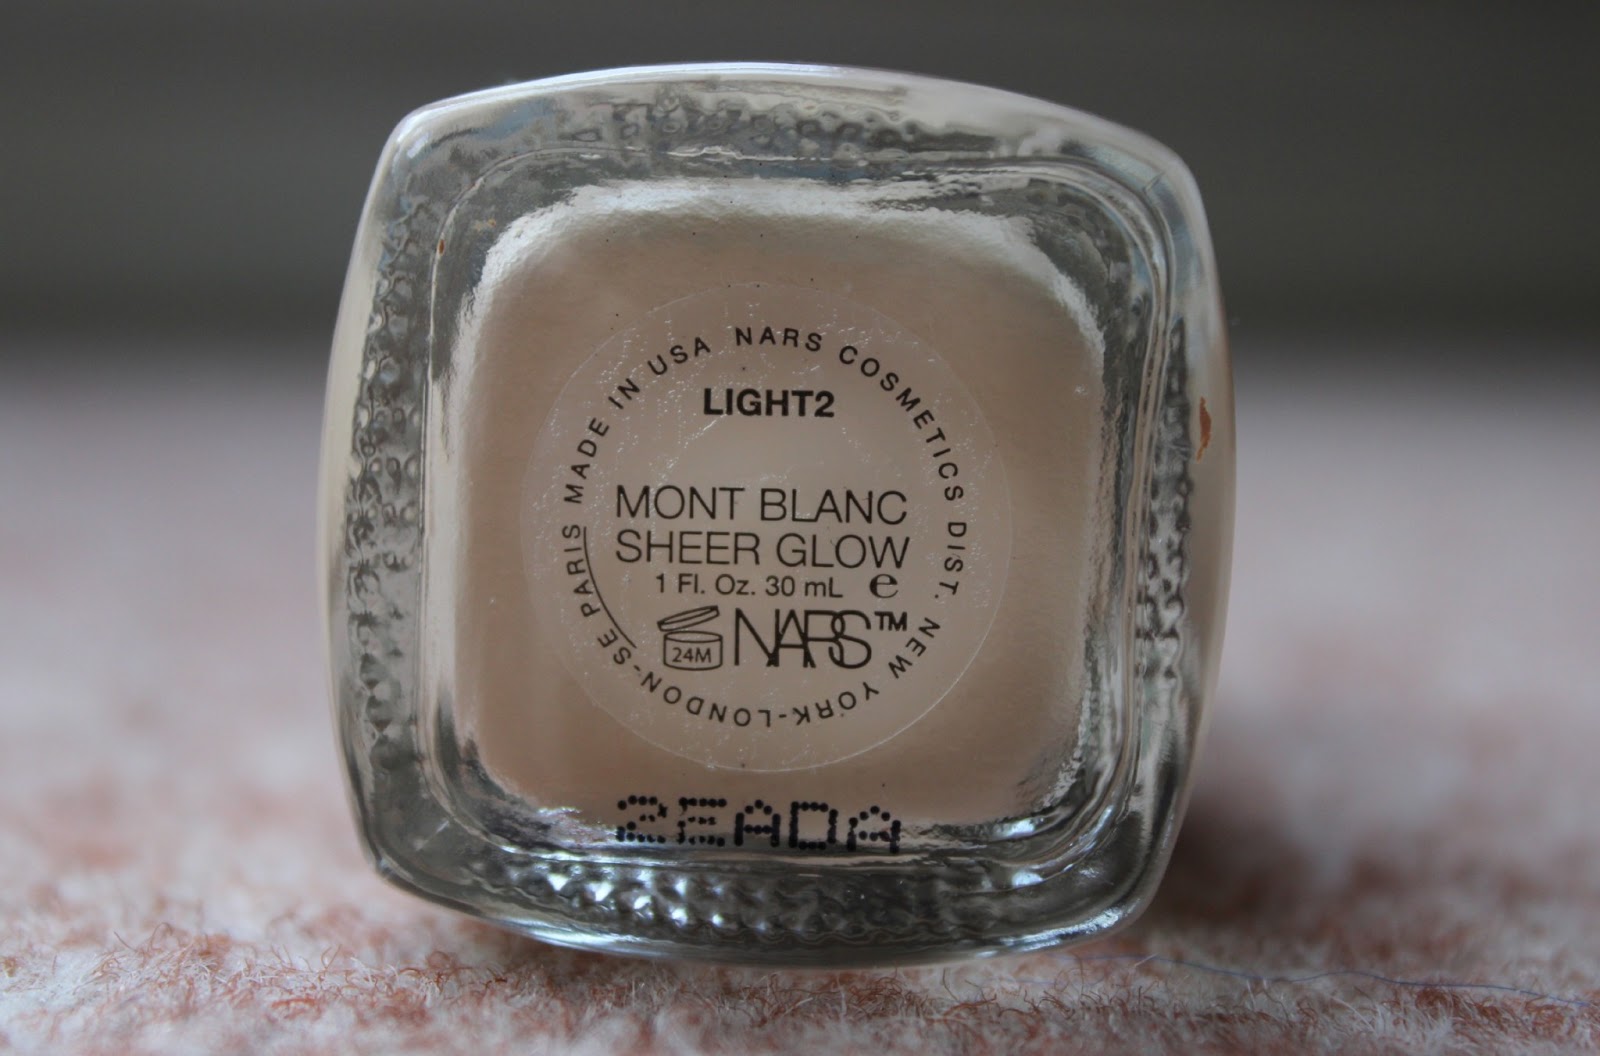 MADE IN USA NARS COSMETICS DIST. NEW YORK-LONDON-SE PARIS
LIGHT2
MONT BLANC
SHEER GLOW
1 Fl. Oz. 30 mL e
24M NARS™